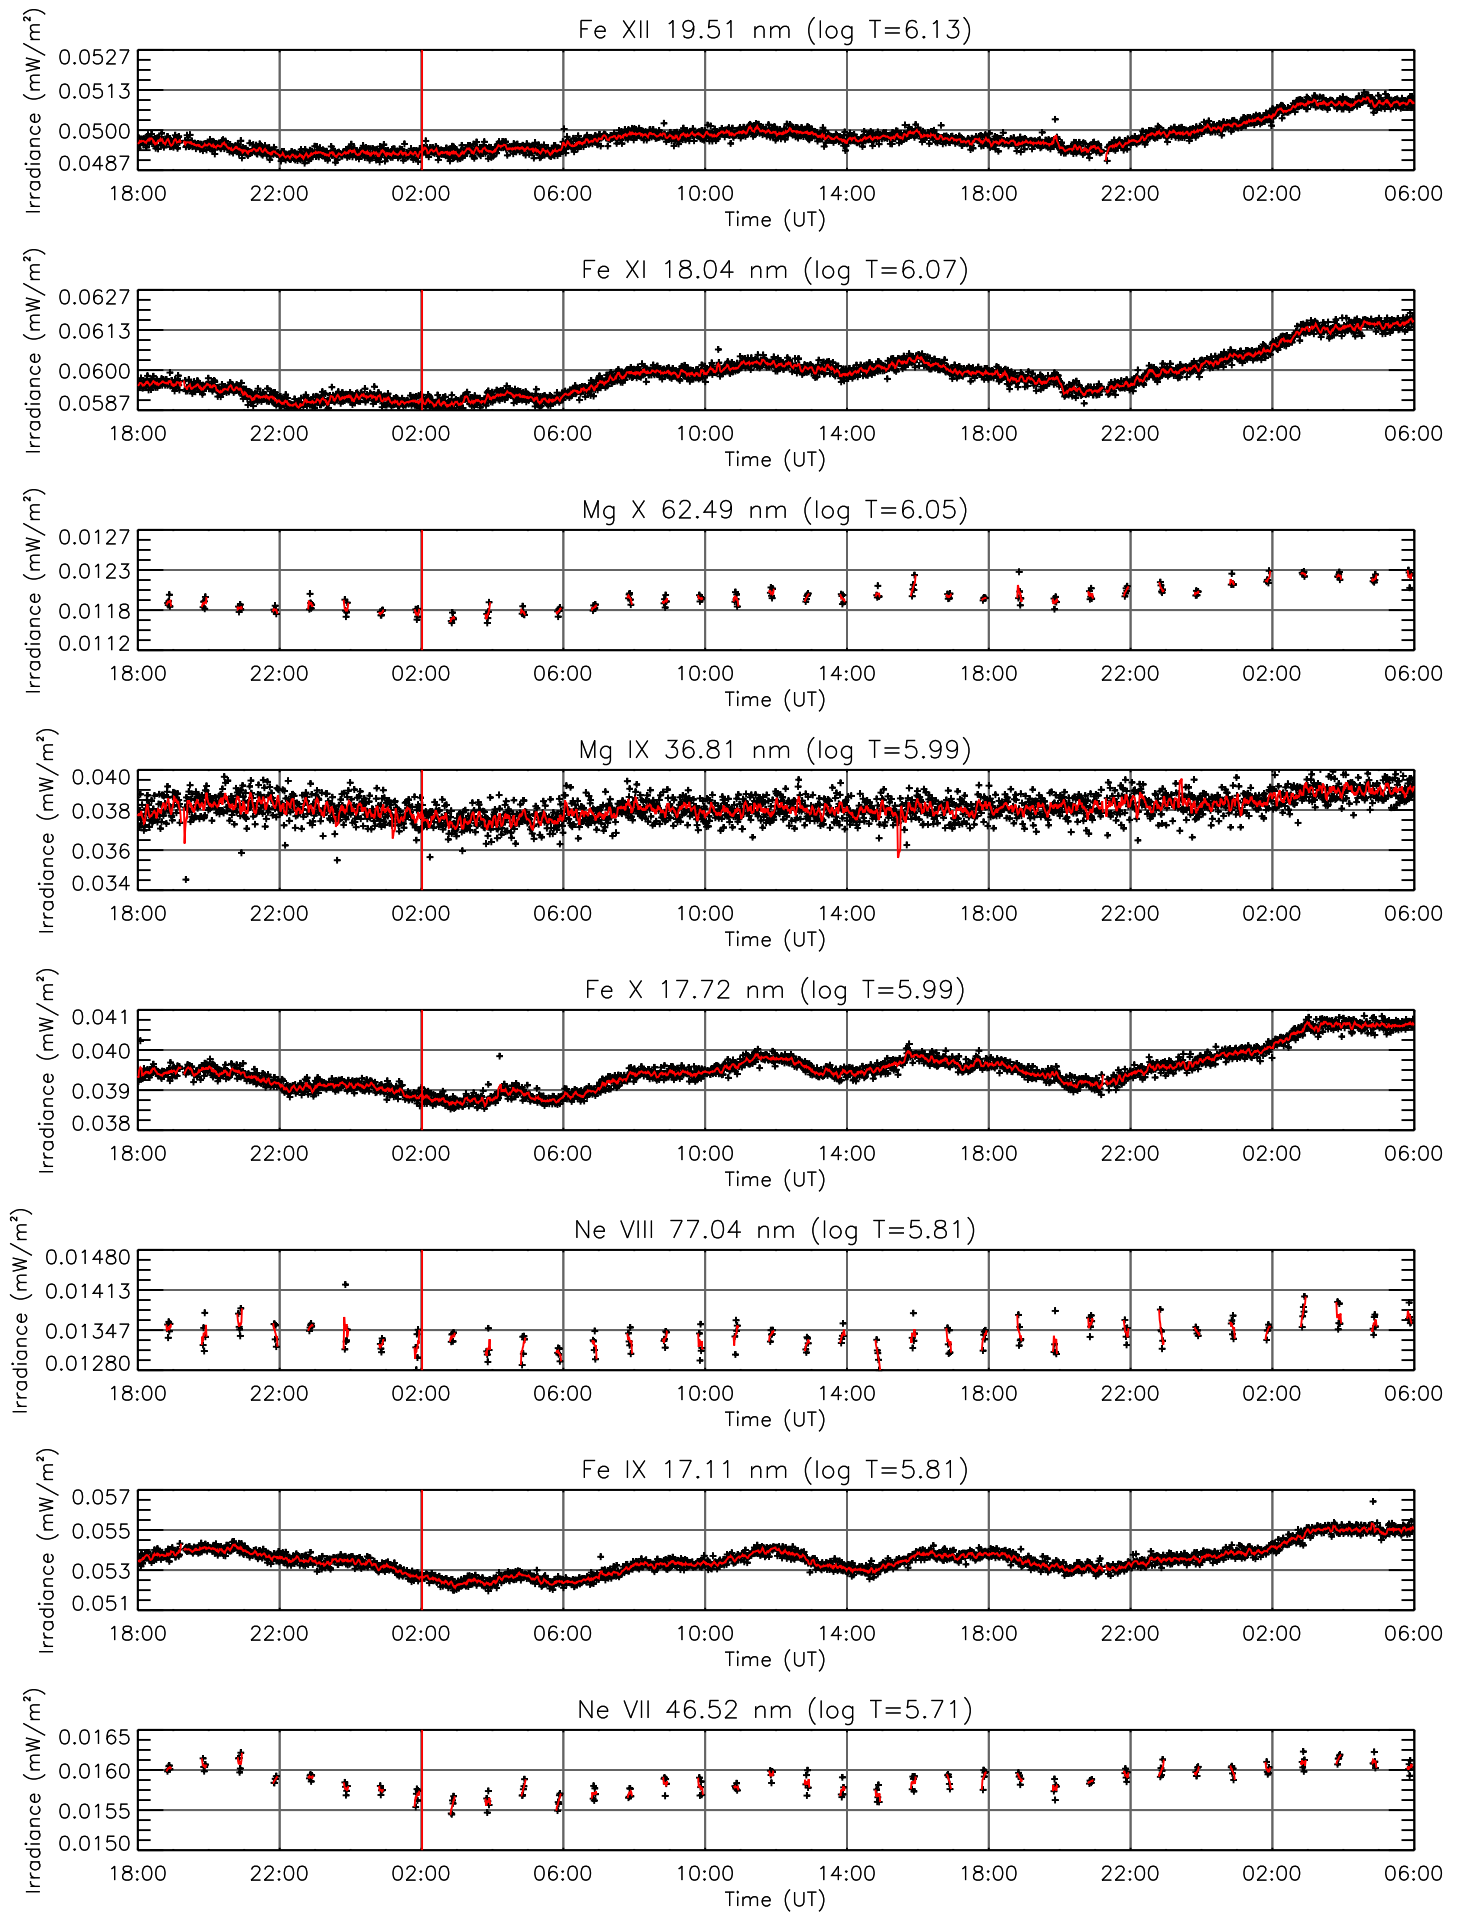 Fe XII 19.51 nm (log T=6.13)
Irradiance (mW/m²)
0.0527
0.0513
0.0500
0.0487
18:00 22:00 02:00 06:00 10:00 14:00 18:00 22:00 02:00 06:00
Time (UT)
Fe XI 18.04 nm (log T=6.07)
Irradiance (mW/m²)
0.0627
0.0613
0.0600
0.0587
18:00 22:00 02:00 06:00 10:00 14:00 18:00 22:00 02:00 06:00
Time (UT)
Mg X 62.49 nm (log T=6.05)
Irradiance (mW/m²)
0.0127
0.0123
0.0118
0.0112
18:00 22:00 02:00 06:00 10:00 14:00 18:00 22:00 02:00 06:00
Time (UT)
Mg IX 36.81 nm (log T=5.99)
Irradiance (mW/m²)
0.040
0.038
0.036
0.034
18:00 22:00 02:00 06:00 10:00 14:00 18:00 22:00 02:00 06:00
Time (UT)
Fe X 17.72 nm (log T=5.99)
Irradiance (mW/m²)
0.041
0.040
0.039
0.038
18:00 22:00 02:00 06:00 10:00 14:00 18:00 22:00 02:00 06:00
Time (UT)
Ne VIII 77.04 nm (log T=5.81)
Irradiance (mW/m²)
0.01480
0.01413
0.01347
0.01280
18:00 22:00 02:00 06:00 10:00 14:00 18:00 22:00 02:00 06:00
Time (UT)
Fe IX 17.11 nm (log T=5.81)
Irradiance (mW/m²)
0.057
0.055
0.053
0.051
18:00 22:00 02:00 06:00 10:00 14:00 18:00 22:00 02:00 06:00
Time (UT)
Ne VII 46.52 nm (log T=5.71)
Irradiance (mW/m²)
0.0165
0.0160
0.0155
0.0150
18:00 22:00 02:00 06:00 10:00 14:00 18:00 22:00 02:00 06:00
Time (UT)